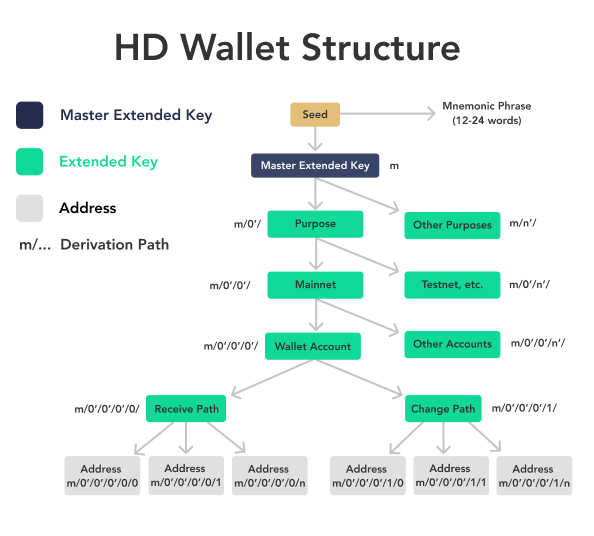 HD Wallet Structure
Master Extended Key
Extended Key
Address
m/... Derivation Path
Seed
Mnemonic Phrase
(12-24 words)
Master Extended Key
m
m/0’/
Purpose
Other Purposes
m/n’/
m/0’/0’/
Mainnet
Testnet, etc.
m/0’/n’/
m/0’/0’/0’/
Wallet Account
Other Accounts
m/0’/0’/n’/
m/0’/0’/0’/0/
Receive Path
Change Path
m/0’/0’/0’/1/
Address
m/0’/0’/0’/0/0
Address
m/0’/0’/0’/0/1
Address
m/0’/0’/0’/0/n
Address
m/0’/0’/0’/1/0
Address
m/0’/0’/0’/1/1
Address
m/0’/0’/0’/1/n